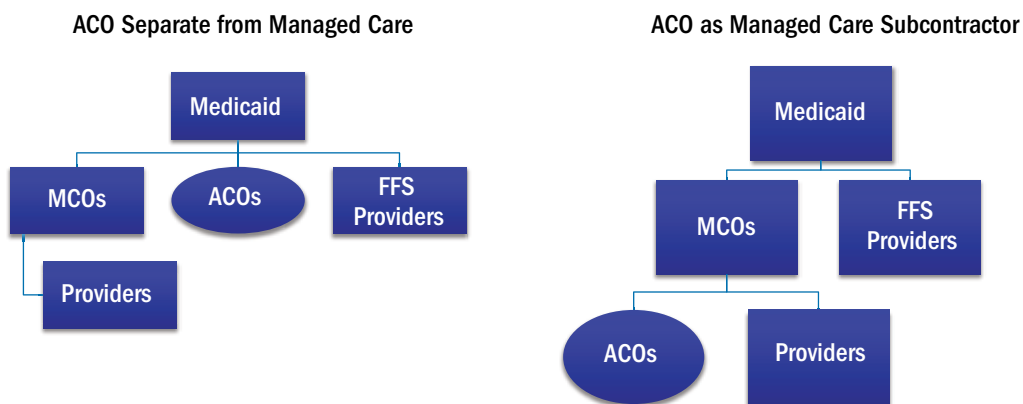 ACO Separate from Managed Care
Medicaid
MCOs
ACOs
FFS
Providers
Providers
ACO as Managed Care Subcontractor
Medicaid
MCOs
FFS
Providers
ACOs
Providers